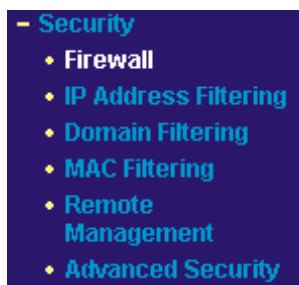 – Security
• Firewall
• IP Address Filtering
• Domain Filtering
• MAC Filtering
• Remote
Management
• Advanced Security